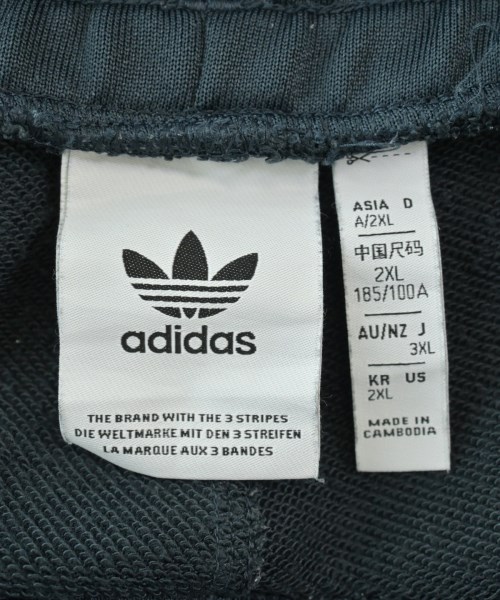 adidas
THE BRAND WITH THE 3 STRIPES
DIE WELTMARKE MIT DEN 3 STREIFEN
LA MARQUE AUX 3 BANDES
ASIA D
A/2XL
中国尺码
2XL
185/100A
AU/NZ J
3XL
KR US
2XL
MADE IN
CAMBODIA